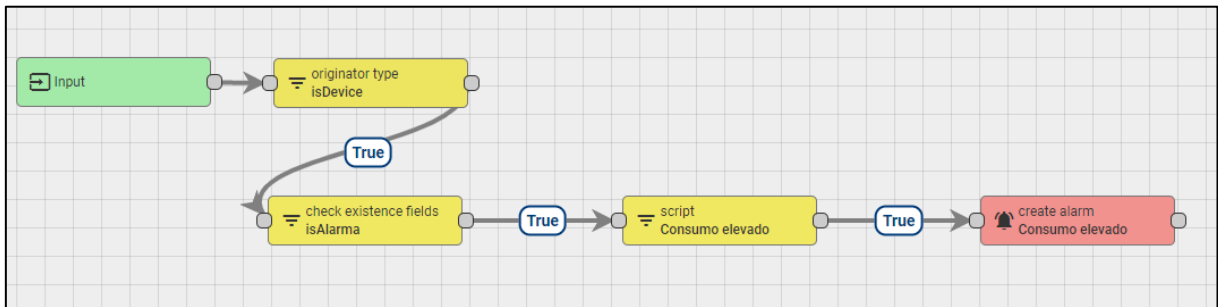 Input
originator type
isDevice
True
check existence fields
isAlarma
True
script
Consumo elevado
True
create alarm
Consumo elevado